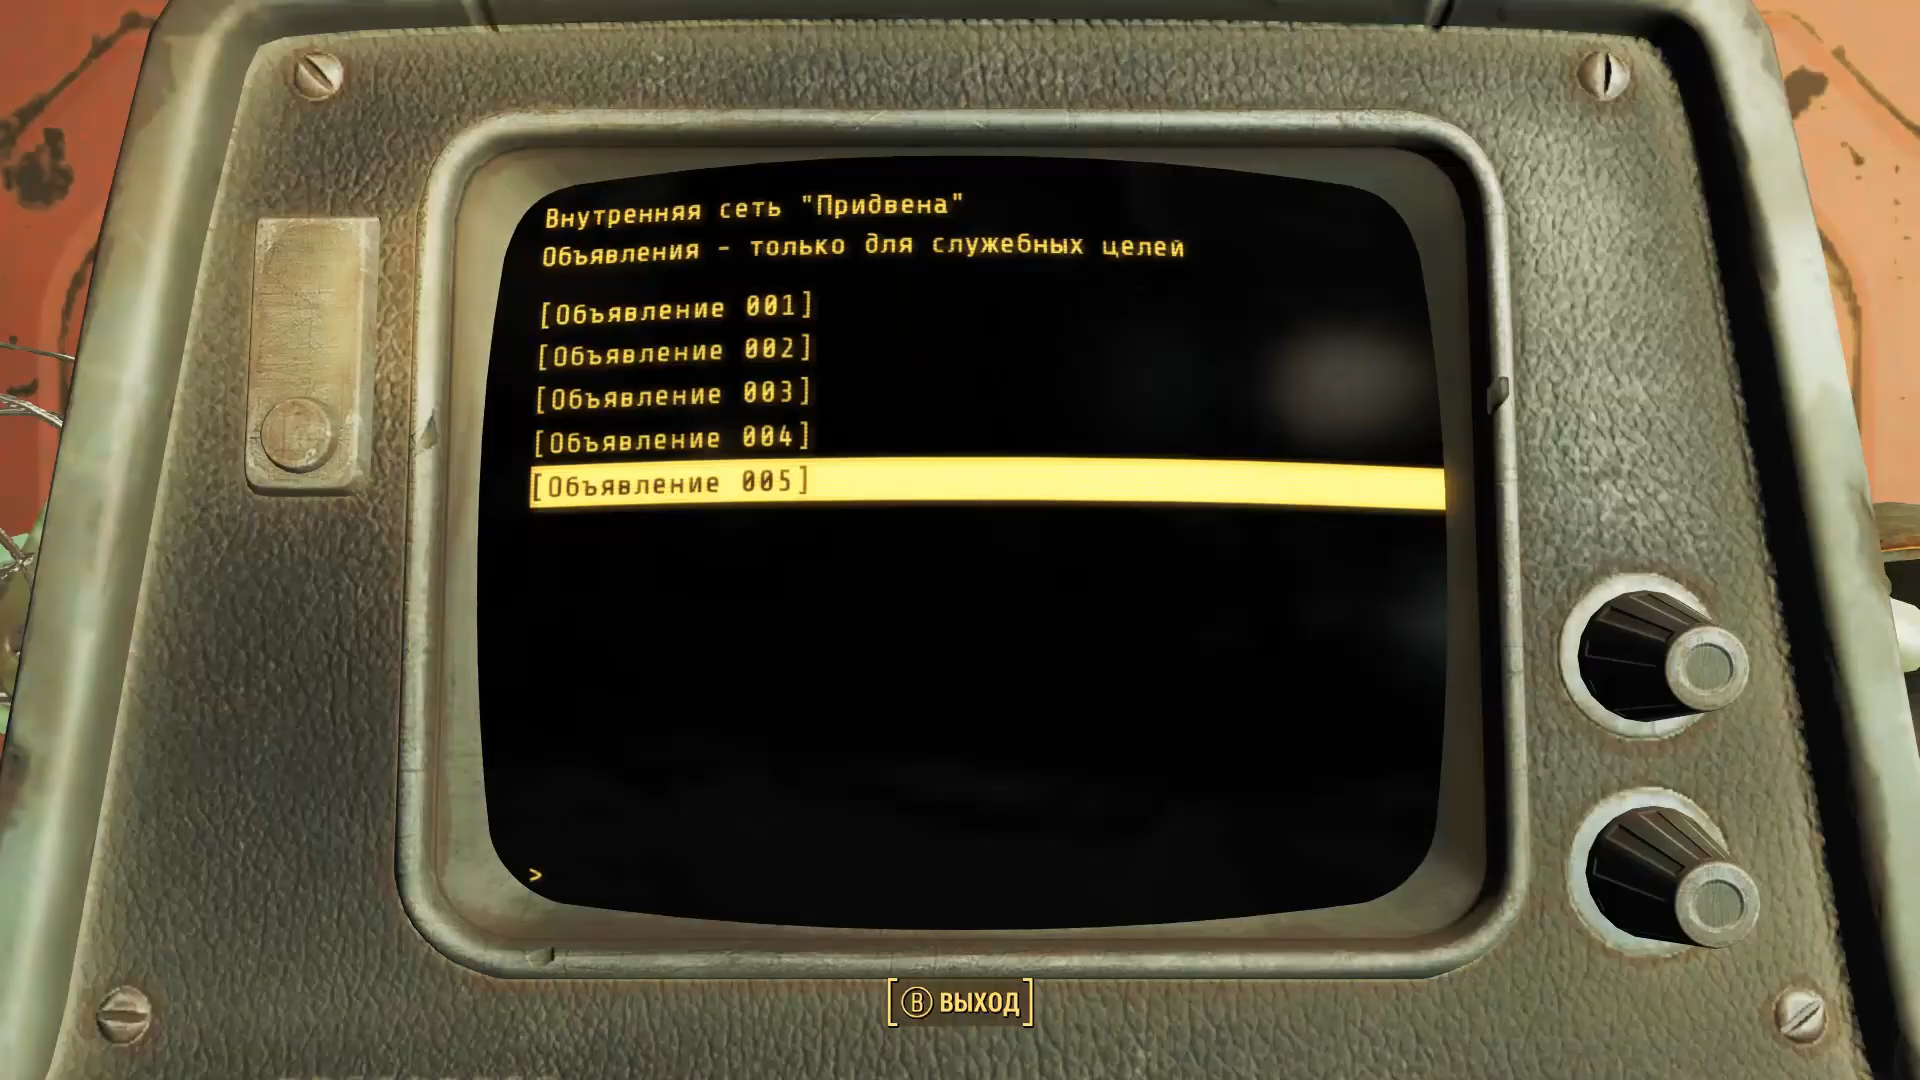 Внутренняя сеть "Придвена"
Объявления - только для служебных целей
[Объявление 001]
[Объявление 002]
[Объявление 003]
[Объявление 004]
[Объявление 005]
>
[Ⓑ ВЫХОД]